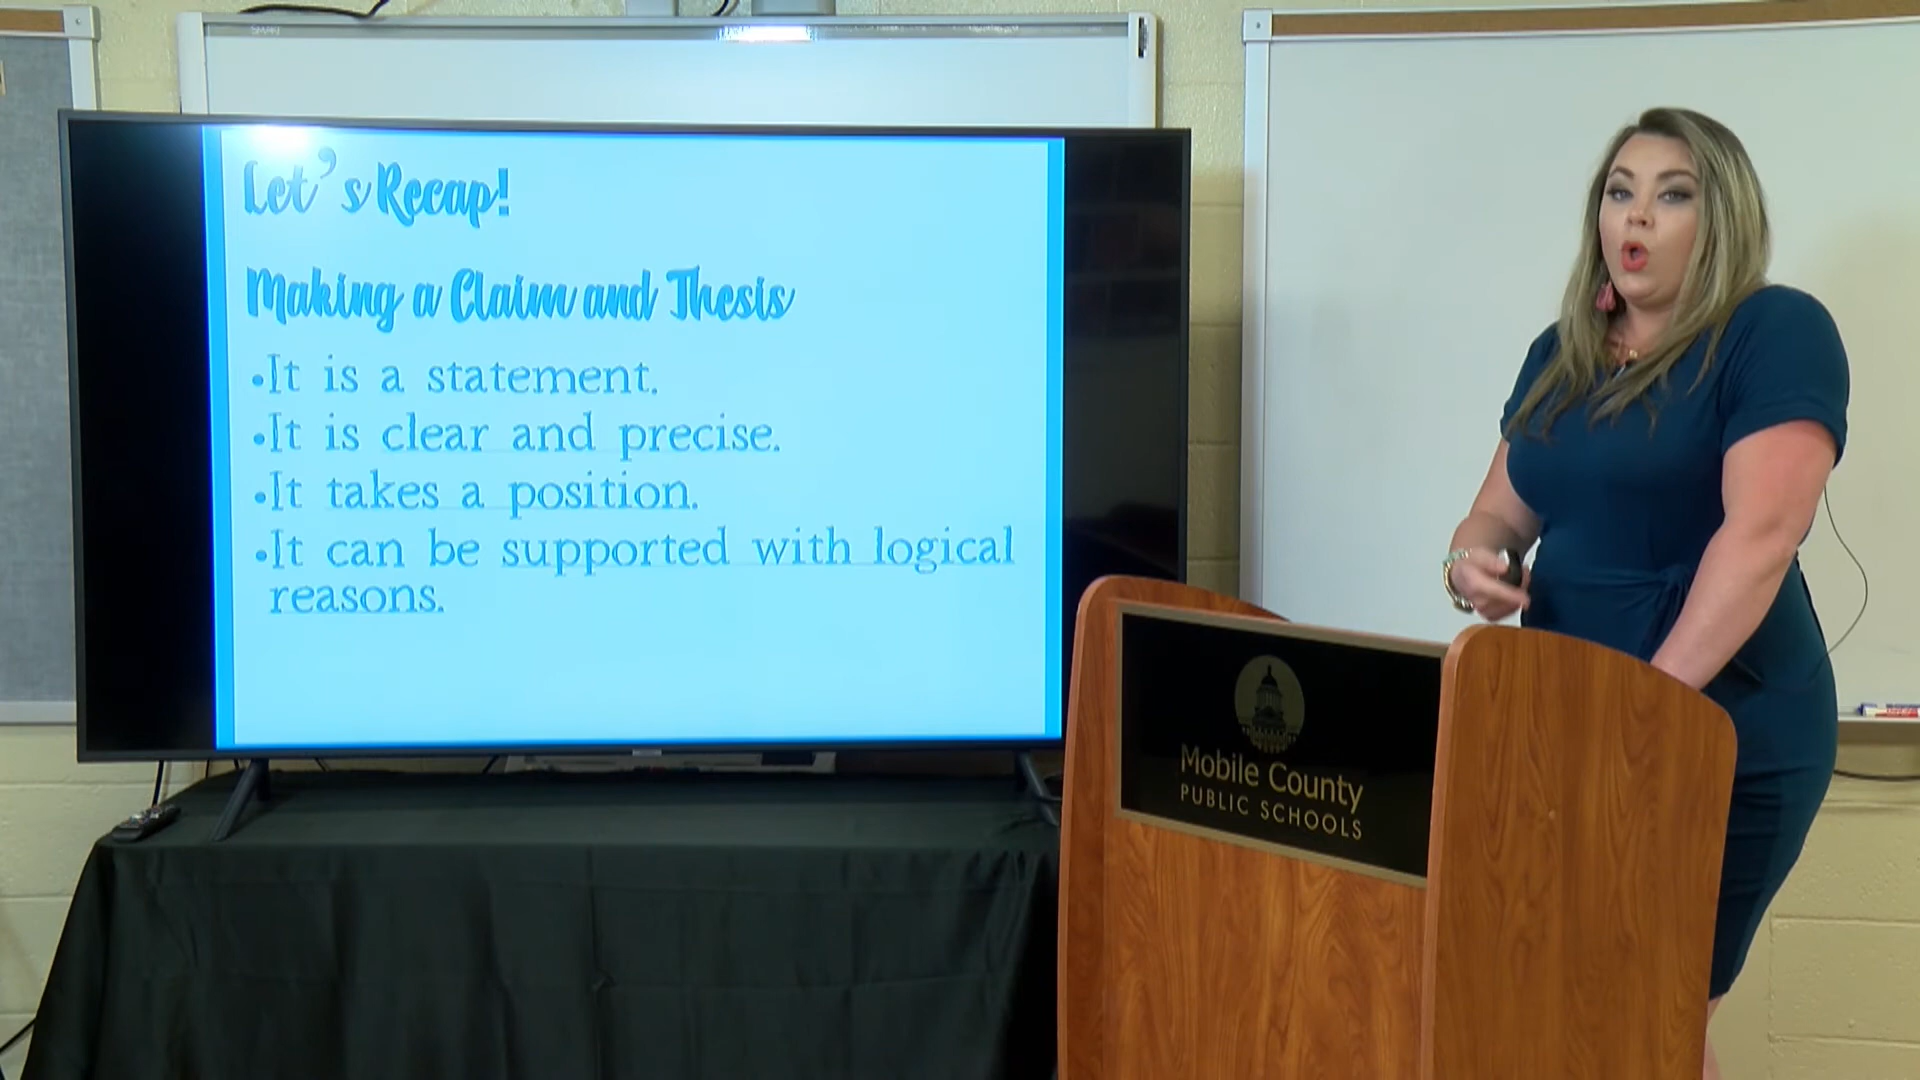 SMART
Let's Recap!
Making a Claim and Thesis
•It is a statement.
•It is clear and precise.
•It takes a position.
•It can be supported with logical
reasons.
Mobile County
PUBLIC SCHOOLS